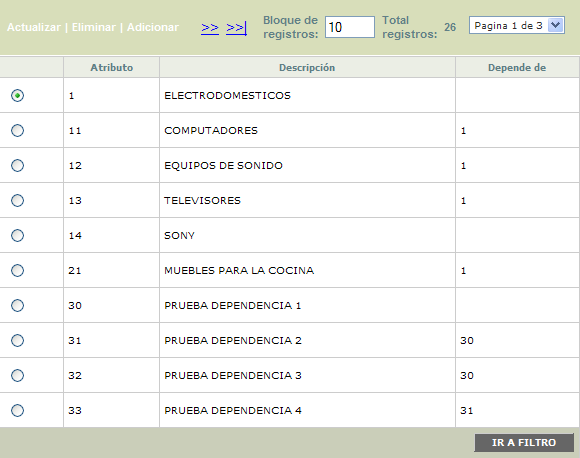 Actualizar | Eliminar | Adicionar >> >>| Bloque de registros: 10 Total registros: 26 Pagina 1 de 3
Atributo Descripción Depende de
1 ELECTRODOMESTICOS
11 COMPUTADORES 1
12 EQUIPOS DE SONIDO 1
13 TELEVISORES 1
14 SONY
21 MUEBLES PARA LA COCINA 1
30 PRUEBA DEPENDENCIA 1
31 PRUEBA DEPENDENCIA 2 30
32 PRUEBA DEPENDENCIA 3 30
33 PRUEBA DEPENDENCIA 4 31
IR A FILTRO